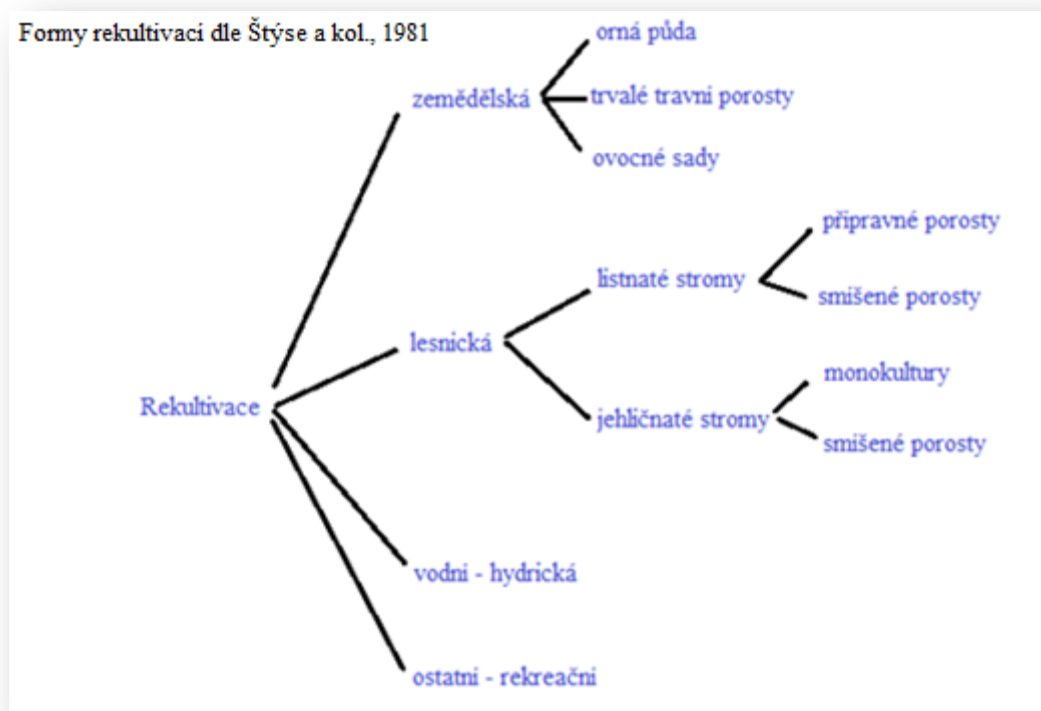 Formy rekultivací dle Štýse a kol., 1981
orná půda
zemědělská
trvalé travní porosty
ovocné sady
přípravné porosty
listnaté stromy
smíšené porosty
lesnická
monokultury
Rekultivace
jehličnaté stromy
smíšené porosty
vodní - hydrická
ostatní - rekreační